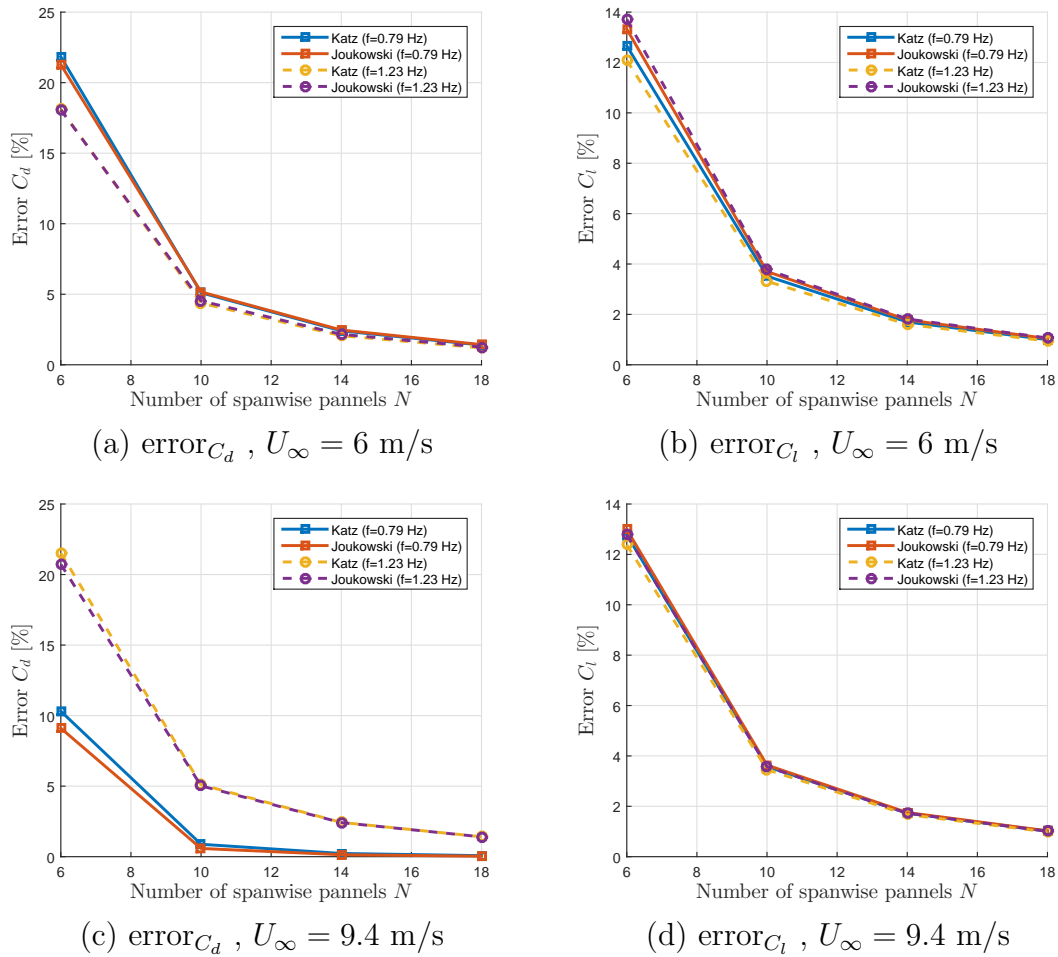 25
20
15
10
5
0
6 8 10 12 14 16 18
Error $C_d$ [%]
Number of spanwise pannels $N$
Katz (f=0.79 Hz)
Joukowski (f=0.79 Hz)
Katz (f=1.23 Hz)
Joukowski (f=1.23 Hz)
(a) error$_{C_d}$ , $U_\infty = 6$ m/s
14
12
10
8
6
4
2
0
6 8 10 12 14 16 18
Error $C_l$ [%]
Number of spanwise pannels $N$
Katz (f=0.79 Hz)
Joukowski (f=0.79 Hz)
Katz (f=1.23 Hz)
Joukowski (f=1.23 Hz)
(b) error$_{C_l}$ , $U_\infty = 6$ m/s
25
20
15
10
5
0
6 8 10 12 14 16 18
Error $C_d$ [%]
Number of spanwise pannels $N$
Katz (f=0.79 Hz)
Joukowski (f=0.79 Hz)
Katz (f=1.23 Hz)
Joukowski (f=1.23 Hz)
(c) error$_{C_d}$ , $U_\infty = 9.4$ m/s
14
12
10
8
6
4
2
0
6 8 10 12 14 16 18
Error $C_l$ [%]
Number of spanwise pannels $N$
Katz (f=0.79 Hz)
Joukowski (f=0.79 Hz)
Katz (f=1.23 Hz)
Joukowski (f=1.23 Hz)
(d) error$_{C_l}$ , $U_\infty = 9.4$ m/s